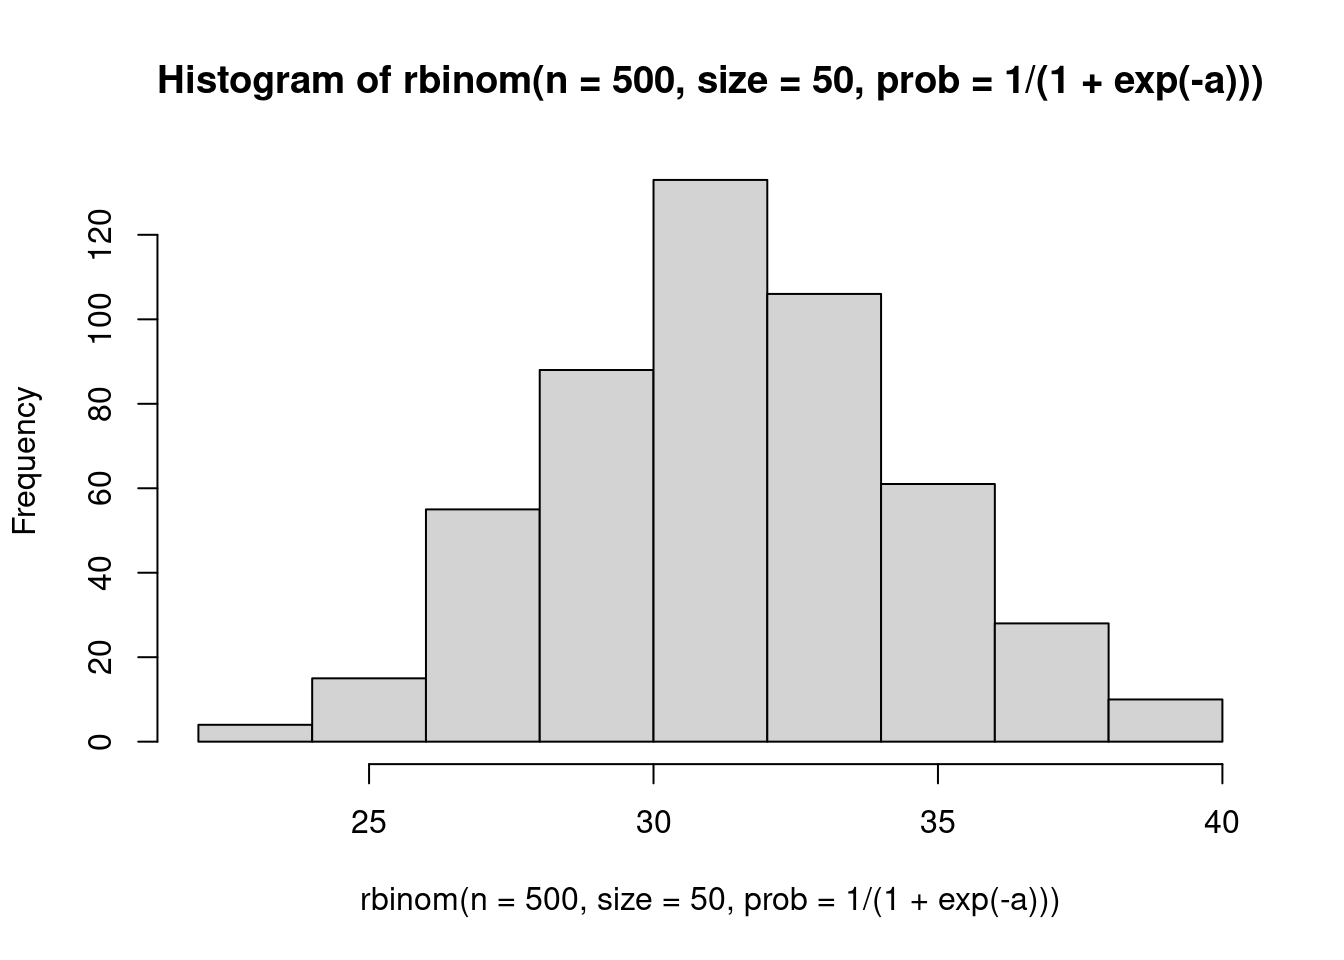 Histogram of rbinom(n = 500, size = 50, prob = 1/(1 + exp(-a)))
Frequency
120
100
80
60
40
20
0
25 30 35 40
rbinom(n = 500, size = 50, prob = 1/(1 + exp(-a)))